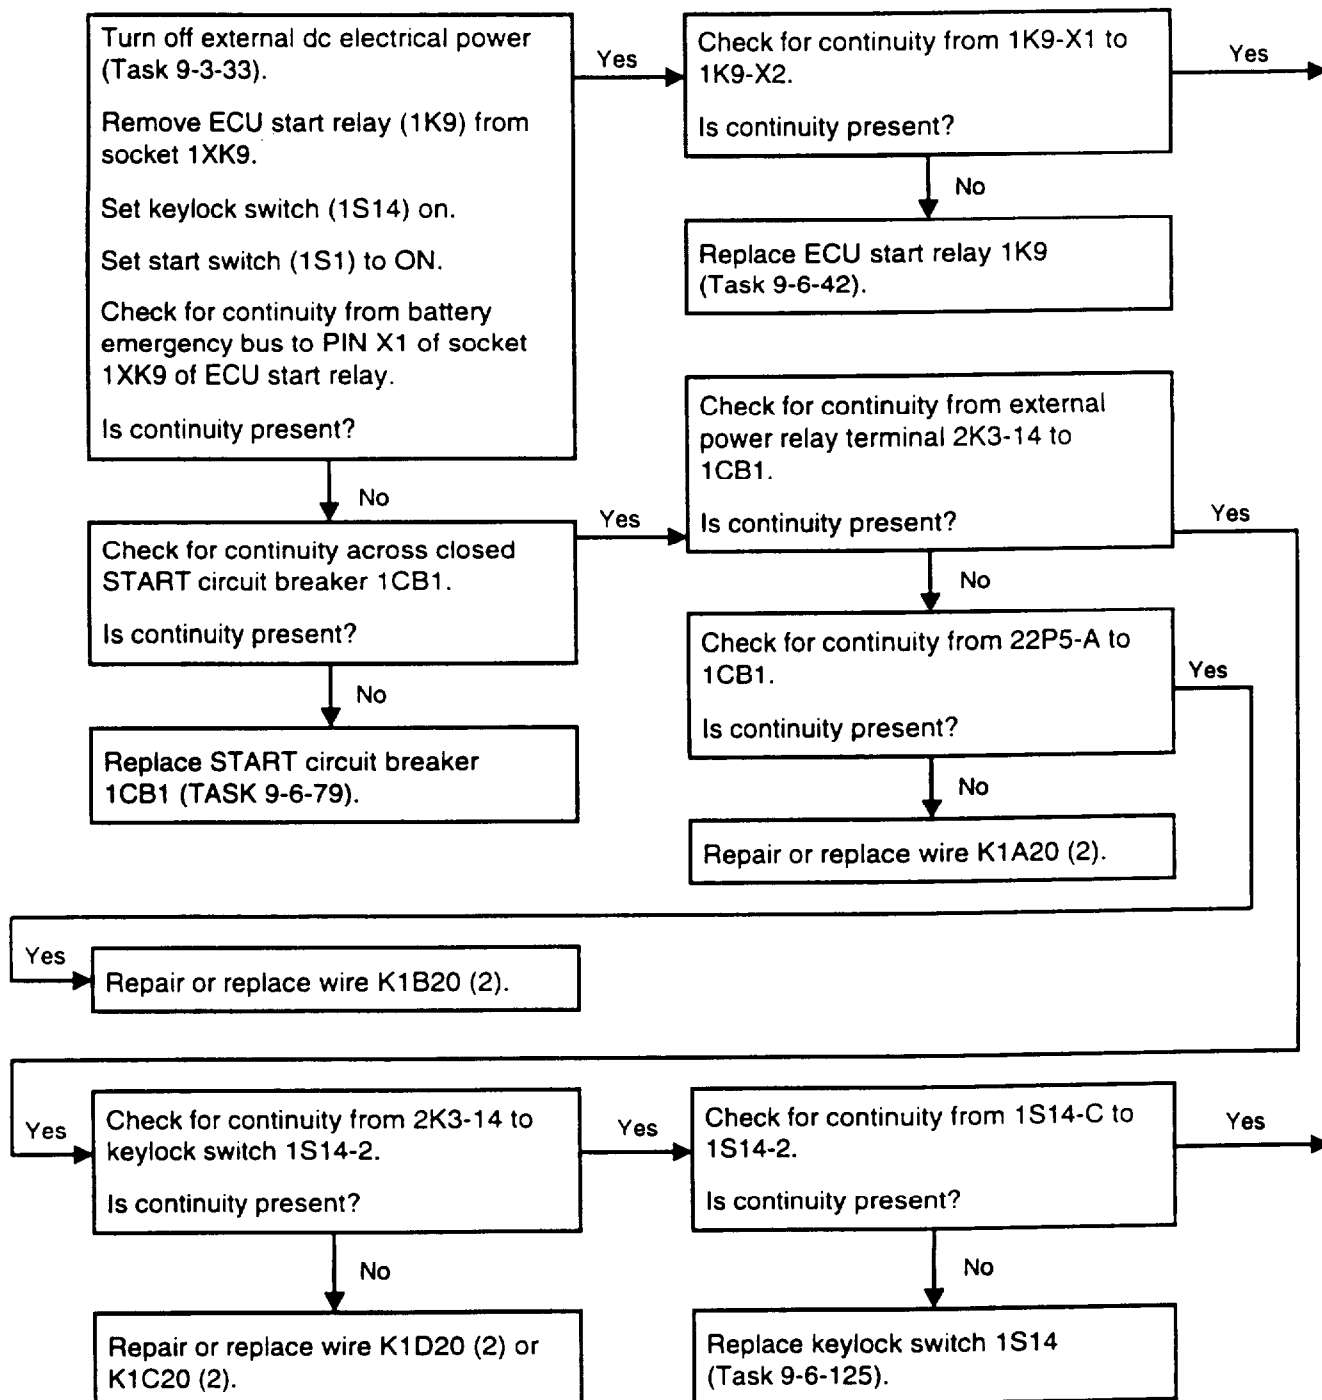 Turn off external dc electrical power
(Task 9-3-33).
Remove ECU start relay (1K9) from
socket 1XK9.
Set keylock switch (1S14) on.
Set start switch (1S1) to ON.
Check for continuity from battery
emergency bus to PIN X1 of socket
1XK9 of ECU start relay.
Is continuity present?
Yes
Check for continuity from 1K9-X1 to
1K9-X2.
Is continuity present?
Yes
No
Replace ECU start relay 1K9
(Task 9-6-42).
No
Check for continuity across closed
START circuit breaker 1CB1.
Is continuity present?
Yes
Check for continuity from external
power relay terminal 2K3-14 to
1CB1.
Is continuity present?
Yes
No
Replace START circuit breaker
1CB1 (TASK 9-6-79).
No
Check for continuity from 22P5-A to
1CB1.
Is continuity present?
Yes
No
Repair or replace wire K1A20 (2).
Yes
Repair or replace wire K1B20 (2).
Yes
Check for continuity from 2K3-14 to
keylock switch 1S14-2.
Is continuity present?
Yes
Check for continuity from 1S14-C to
1S14-2.
Is continuity present?
Yes
No
Repair or replace wire K1D20 (2) or
K1C20 (2).
No
Replace keylock switch 1S14
(Task 9-6-125).